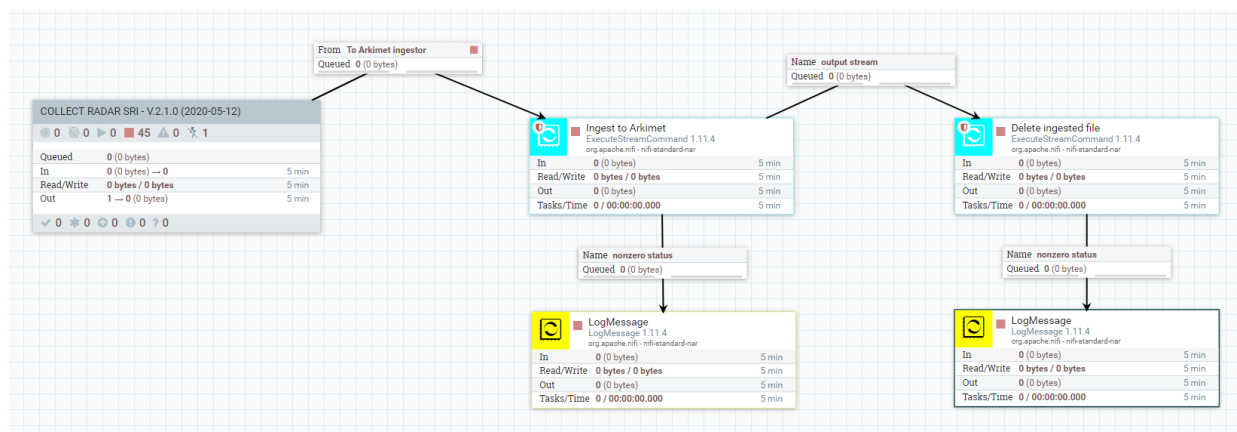 From To Arkimet ingestor
Queued 0 (0 bytes)
Name output stream
Queued 0 (0 bytes)
COLLECT RADAR SRI - V.2.1.0 (2020-05-12)
0 0 0 45 0 1
Queued 0 (0 bytes)
In 0 (0 bytes) → 0 5 min
Read/Write 0 bytes / 0 bytes 5 min
Out 1 → 0 (0 bytes) 5 min
0 0 0 0 ? 0
Ingest to Arkimet
ExecuteStreamCommand 1.11.4
org.apache.nifi - nifi-standard-nar
In 0 (0 bytes) 5 min
Read/Write 0 bytes / 0 bytes 5 min
Out 0 (0 bytes) 5 min
Tasks/Time 0 / 00:00:00.000 5 min
Delete ingested file
ExecuteStreamCommand 1.11.4
org.apache.nifi - nifi-standard-nar
In 0 (0 bytes) 5 min
Read/Write 0 bytes / 0 bytes 5 min
Out 0 (0 bytes) 5 min
Tasks/Time 0 / 00:00:00.000 5 min
Name nonzero status
Queued 0 (0 bytes)
Name nonzero status
Queued 0 (0 bytes)
LogMessage
LogMessage 1.11.4
org.apache.nifi - nifi-standard-nar
In 0 (0 bytes) 5 min
Read/Write 0 bytes / 0 bytes 5 min
Out 0 (0 bytes) 5 min
Tasks/Time 0 / 00:00:00.000 5 min
LogMessage
LogMessage 1.11.4
org.apache.nifi - nifi-standard-nar
In 0 (0 bytes) 5 min
Read/Write 0 bytes / 0 bytes 5 min
Out 0 (0 bytes) 5 min
Tasks/Time 0 / 00:00:00.000 5 min